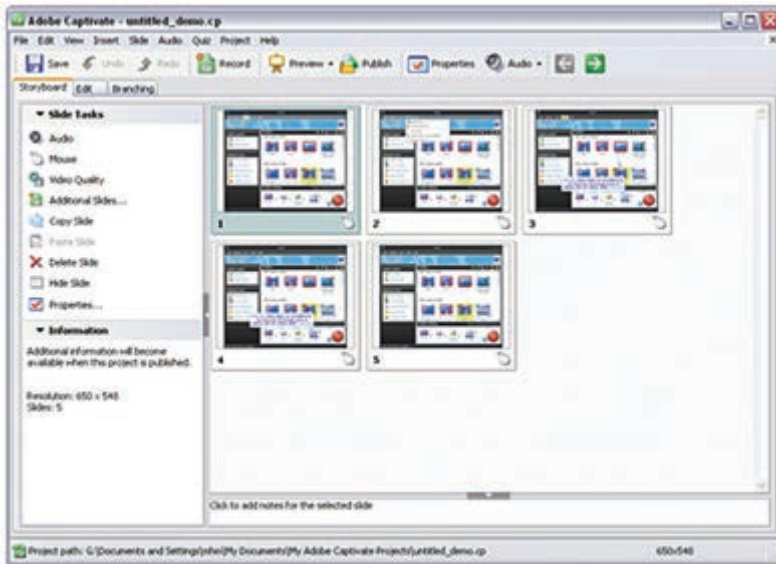 Adobe Captivate - untitled_demo.cp
File Edit View Insert Slide Audio Quiz Project Help
Save Undo Redo Record Preview Publish Properties Audio
Storyboard Edit Branching
Slide Tasks
Audio
Mouse
Video Quality
Additional Slides...
Copy Slide
Paste Slide
Delete Slide
Hide Slide
Properties...
Information
Additional information will become
available when this project is published.
Resolution: 650 x 548
Slides: 5
1 2 3
4 5
Click to add notes for the selected slide
Project path: G:\Documents and Settings\ \My Documents\My Adobe Captivate Projects\untitled_demo.cp 650x548